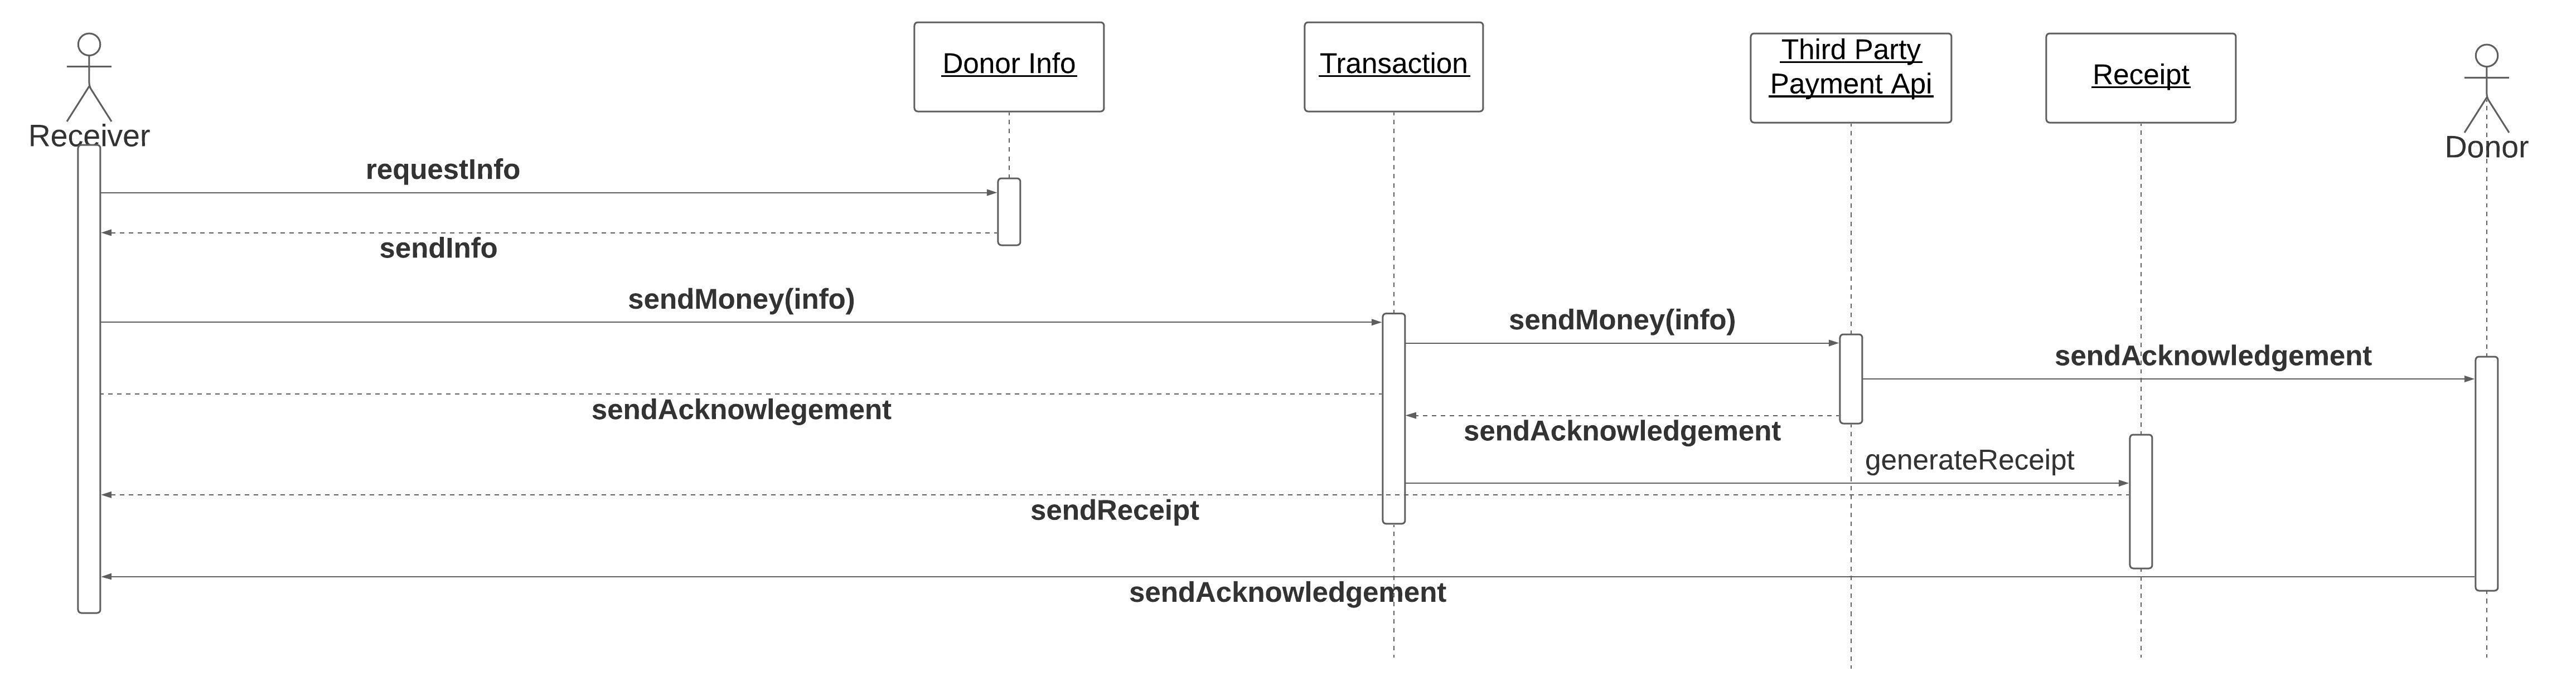 Receiver
Donor Info
Transaction
Third Party
Payment Api
Receipt
Donor
requestInfo
sendInfo
sendMoney(info)
sendMoney(info)
sendAcknowledgement
sendAcknowlegement
sendAcknowledgement
generateReceipt
sendReceipt
sendAcknowledgement